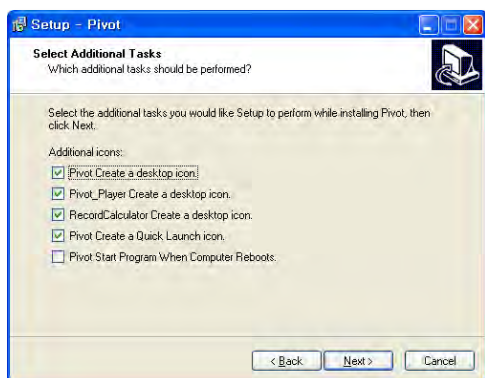 Setup - Pivot
Select Additional Tasks
Which additional tasks should be performed?
Select the additional tasks you would like Setup to perform while installing Pivot, then
click Next.
Additional icons:
Pivot Create a desktop icon.
Pivot_Player Create a desktop icon.
RecordCalculator Create a desktop icon.
Pivot Create a Quick Launch icon.
Pivot Start Program When Computer Reboots.
< Back
Next >
Cancel